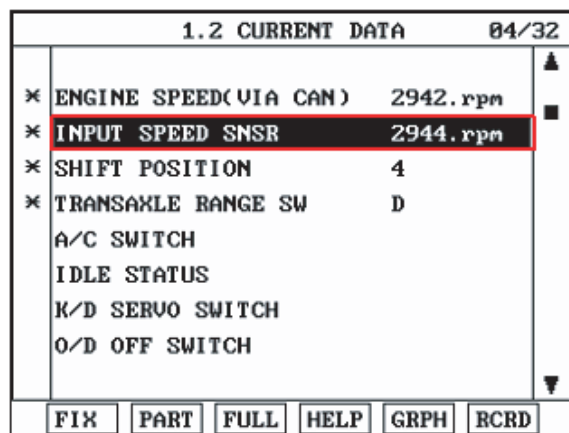 1.2 CURRENT DATA 04/32
* ENGINE SPEED(VIA CAN) 2942.rpm
* INPUT SPEED SNSR 2944.rpm
* SHIFT POSITION 4
* TRANSAXLE RANGE SW D
A/C SWITCH
IDLE STATUS
K/D SERVO SWITCH
O/D OFF SWITCH
FIX PART FULL HELP GRPH RCRD